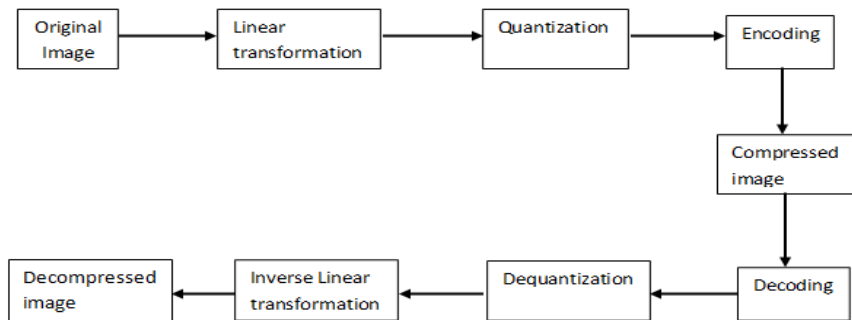 Original
Image
Linear
transformation
Quantization
Encoding
Compressed
image
Decoding
Dequantization
Inverse Linear
transformation
Decompressed
image